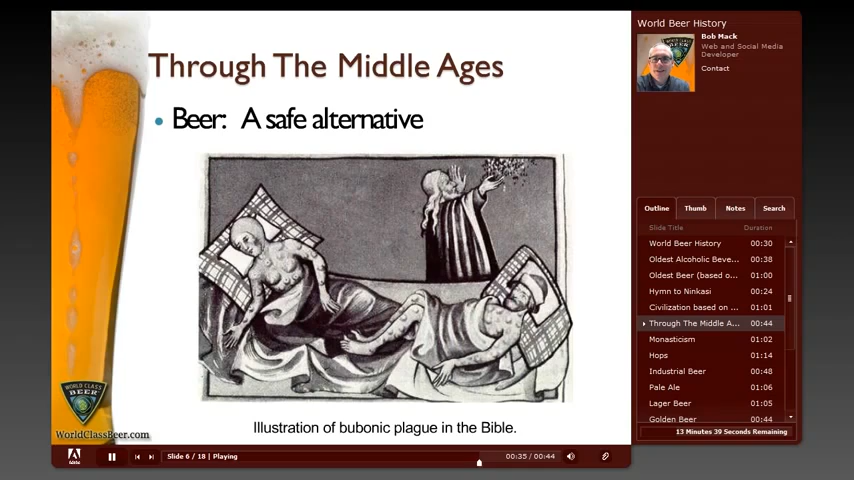 Through The Middle Ages
• Beer: A safe alternative
Illustration of bubonic plague in the Bible.
WORLD CLASS
BEER
WorldClassBeer.com
Adobe
Slide 6 / 18 | Playing
00:35 / 00:44
World Beer History
Bob Mack
Web and Social Media
Developer
Contact
Outline Thumb Notes Search
Slide Title Duration
World Beer History 00:30
Oldest Alcoholic Beve... 00:38
Oldest Beer (based o... 01:00
Hymn to Ninkasi 00:24
Civilization based on ... 01:01
Through The Middle A... 00:44
Monasticism 01:02
Hops 01:14
Industrial Beer 00:48
Pale Ale 01:06
Lager Beer 01:05
Golden Beer 00:44
13 Minutes 39 Seconds Remaining